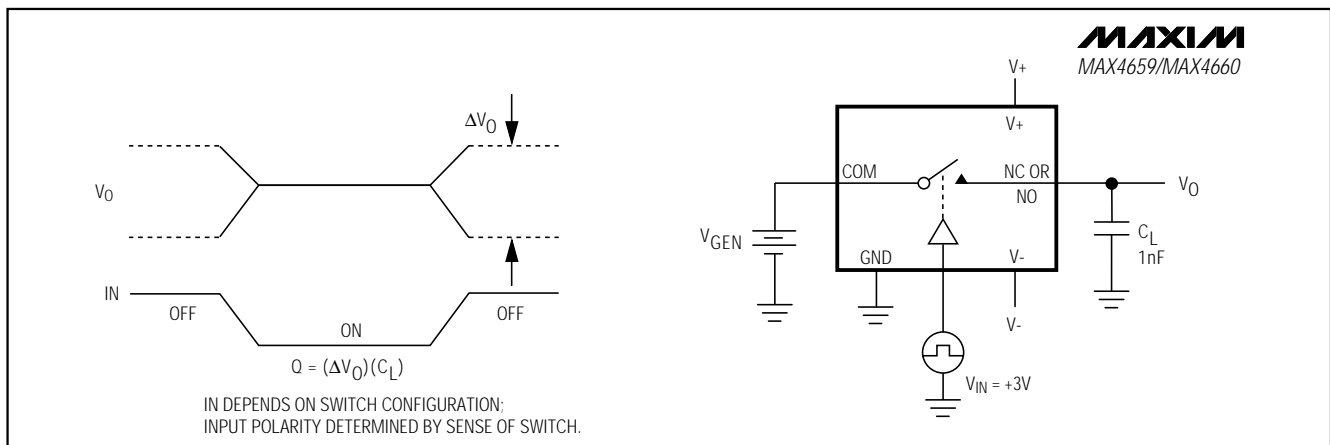 MAXIM
MAX4659/MAX4660
ΔVO
VO
IN
OFF
ON
OFF
Q = (ΔVO)(CL)
IN DEPENDS ON SWITCH CONFIGURATION;
INPUT POLARITY DETERMINED BY SENSE OF SWITCH.
V+
V+
COM
NC OR
NO
VO
VGEN
CL
1nF
GND
V-
V-
VIN = +3V